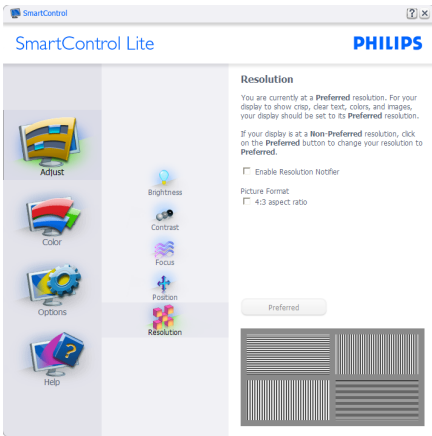 SmartControl
? ×
SmartControl Lite
PHILIPS
Adjust
Color
Options
Help
Brightness
Contrast
Focus
Position
Resolution
Resolution
You are currently at a Preferred resolution. For your
display to show crisp, clear text, colors, and images,
your display should be set to its Preferred resolution.
If your display is at a Non-Preferred resolution, click
on the Preferred button to change your resolution to
Preferred.
Enable Resolution Notifier
Picture Format
4:3 aspect ratio
Preferred